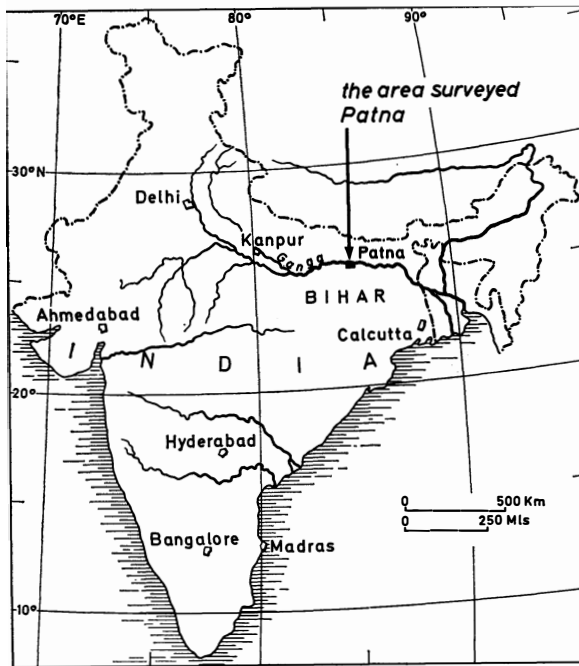 70°E 80° 90°
the area surveyed
Patna
30°N
Delhi
Kanpur
Ganga
Patna
BIHAR
Ahmedabad
Calcutta
I N D I A
20°
Hyderabad
500 Km
0
0
250 Mls
Bangalore
Madras
10°